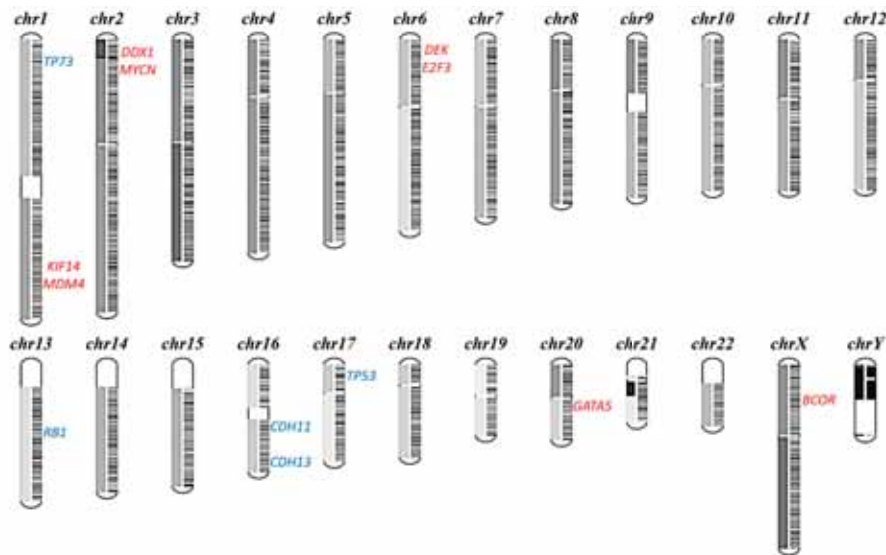 chr1 chr2 chr3 chr4 chr5 chr6 chr7 chr8 chr9 chr10 chr11 chr12
TP73
DDX1
MYCN
DEK
E2F3
KIF14
MDM4
chr13 chr14 chr15 chr16 chr17 chr18 chr19 chr20 chr21 chr22 chrX chrY
TP53
GATA5
BCOR
RB1
CDH11
CDH13